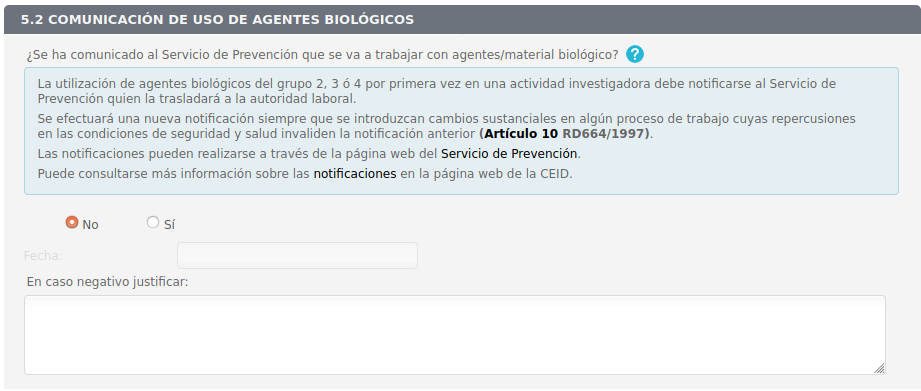 5.2 COMUNICACIÓN DE USO DE AGENTES BIOLÓGICOS
¿Se ha comunicado al Servicio de Prevención que se va a trabajar con agentes/material biológico? ?
La utilización de agentes biológicos del grupo 2, 3 ó 4 por primera vez en una actividad investigadora debe notificarse al Servicio de
Prevención quien la trasladará a la autoridad laboral.
Se efectuará una nueva notificación siempre que se introduzcan cambios sustanciales en algún proceso de trabajo cuyas repercusiones
en las condiciones de seguridad y salud invaliden la notificación anterior (Artículo 10 RD664/1997).
Las notificaciones pueden realizarse a través de la página web del Servicio de Prevención.
Puede consultarse más información sobre las notificaciones en la página web de la CEID.
No Sí
Fecha:
En caso negativo justificar: